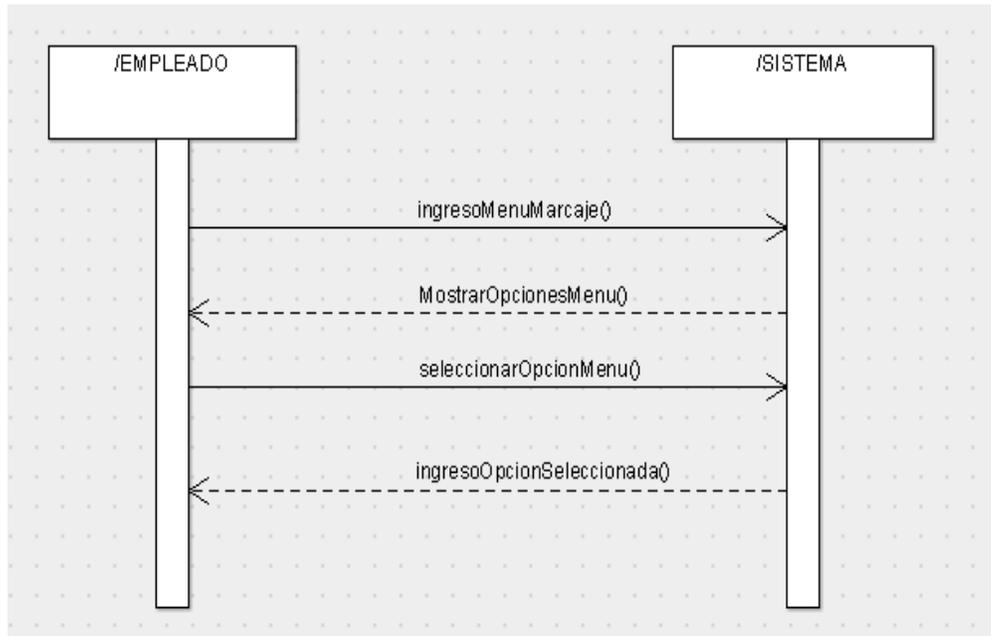 /EMPLEADO
/SISTEMA
ingresoMenuMarcaje()
MostrarOpcionesMenu()
seleccionarOpcionMenu()
ingresoOpcionSeleccionada()